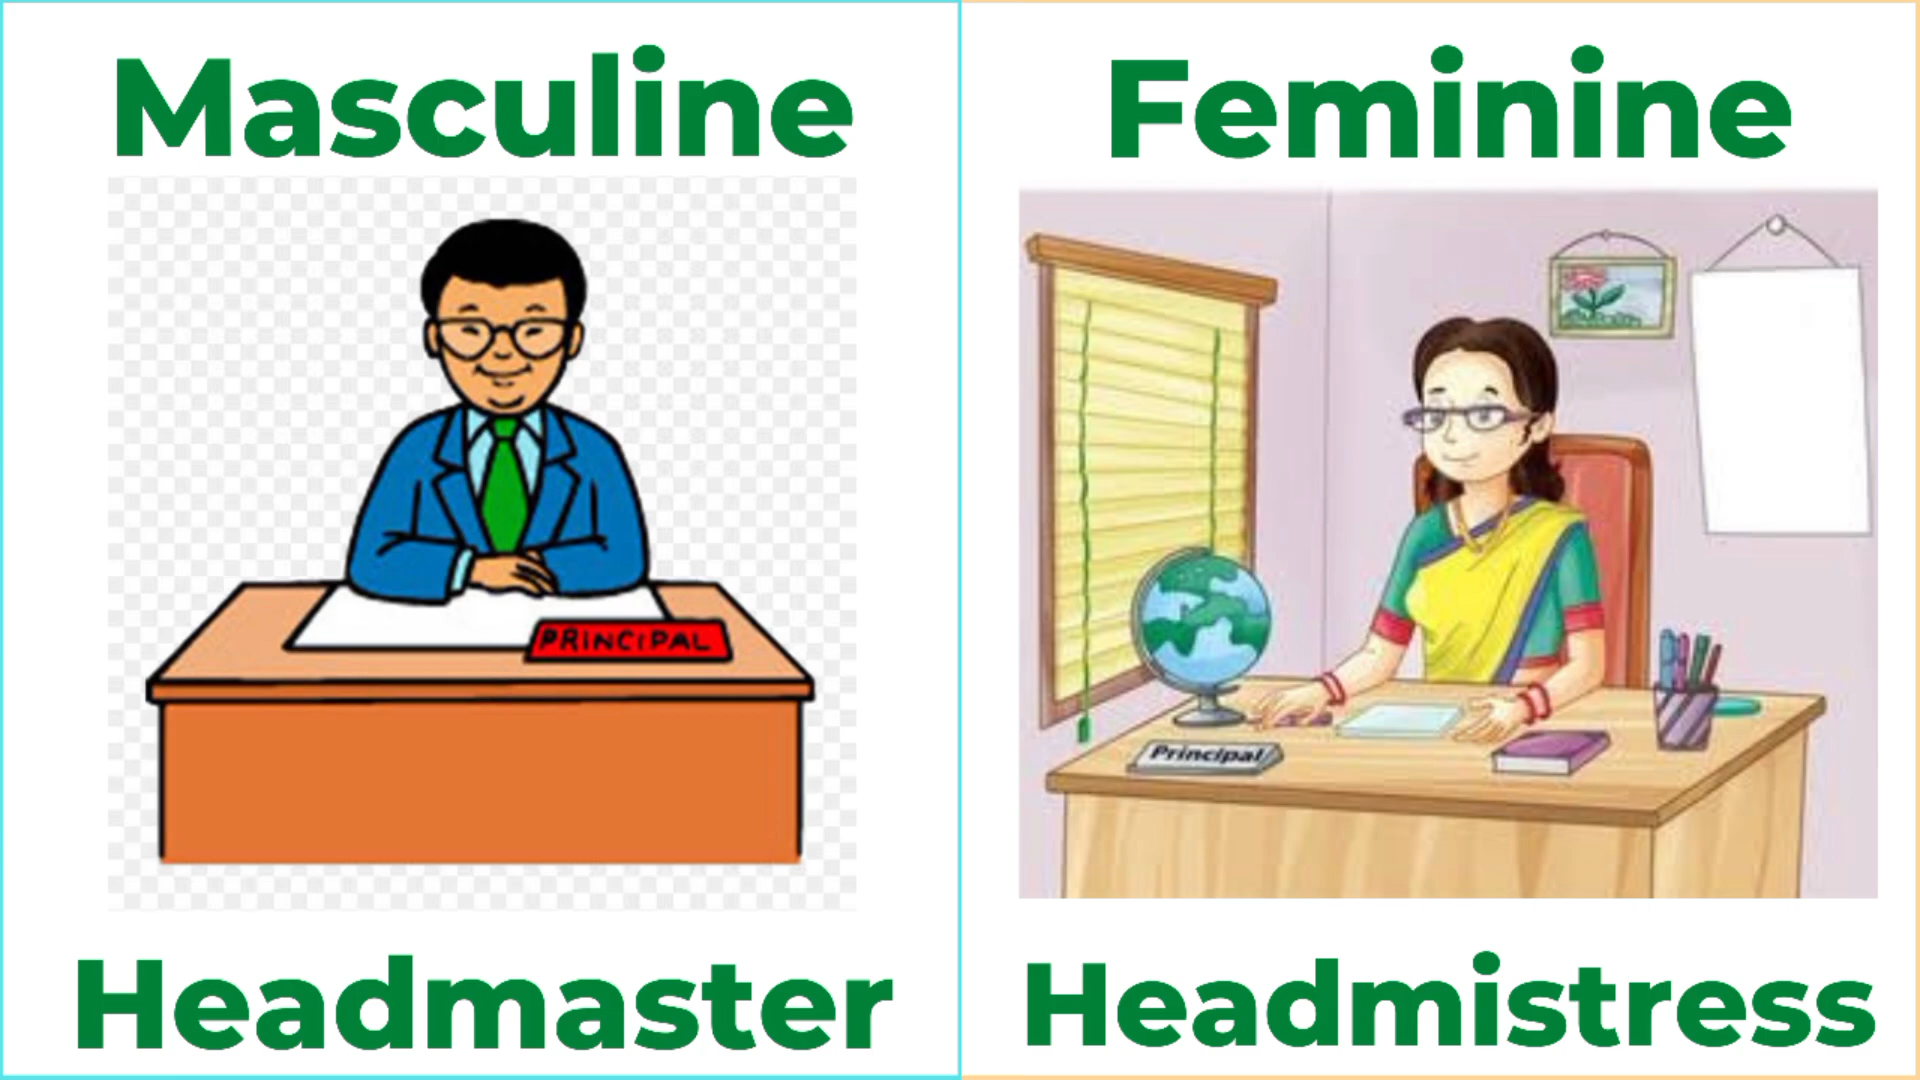 Masculine
PRINCIPAL
Headmaster
Feminine
Principal
Headmistress